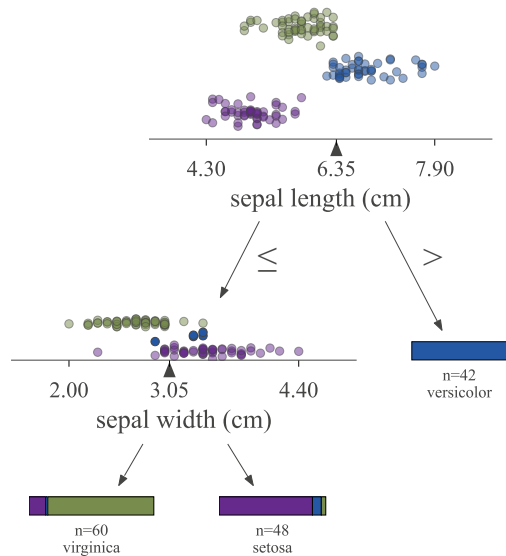 4.30 6.35 7.90
sepal length (cm)
≤ >
2.00 3.05 4.40
sepal width (cm)
n=42
versicolor
n=60
virginica
n=48
setosa